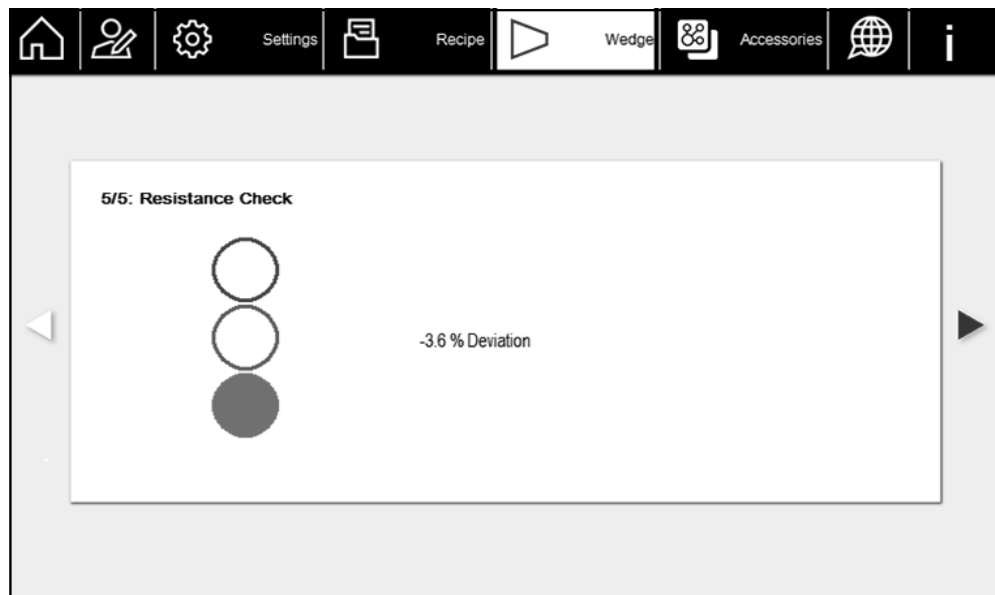 Settings
Recipe
Wedge
Accessories
i
5/5: Resistance Check
-3.6 % Deviation